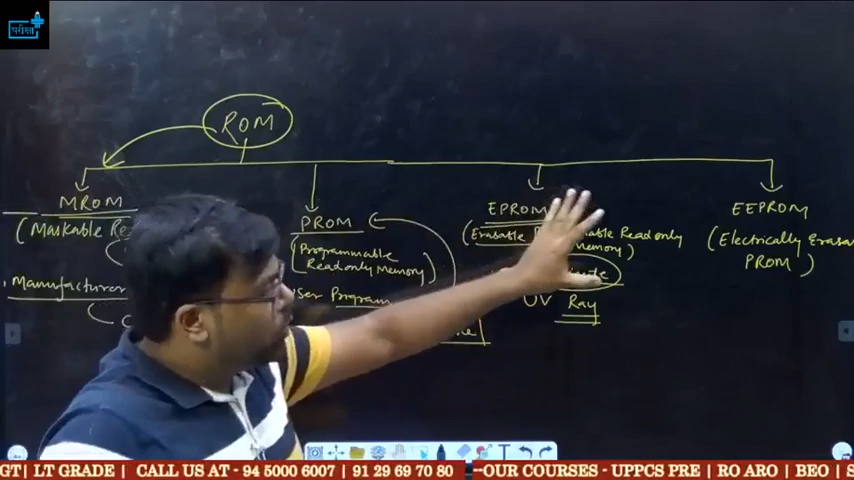 परीक्षा
ROM
MROM
(Maskable
Manufacturer
PROM
(Programmable
Readonly Memory)
User Program
EPROM
(Erasable
Readonly
Memory)
UV Ray
EEPROM
(Electrically Erasa
PROM)
GT| LT GRADE | CALL US AT - 94 5000 6007 | 91 29 69 70 80 --OUR COURSES - UPPCS PRE | RO ARO | BEO | S